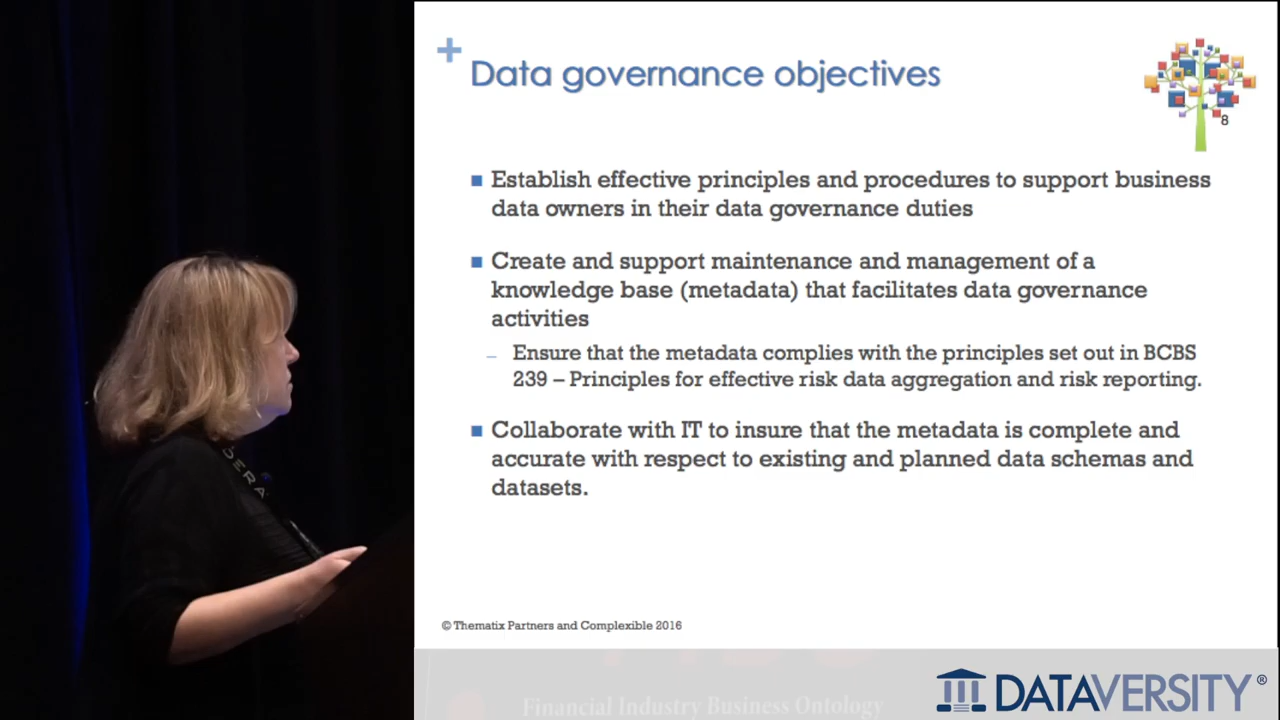 + Data governance objectives
8
Establish effective principles and procedures to support business
data owners in their data governance duties
Create and support maintenance and management of a
knowledge base (metadata) that facilitates data governance
activities
– Ensure that the metadata complies with the principles set out in BCBS
239 – Principles for effective risk data aggregation and risk reporting.
Collaborate with IT to insure that the metadata is complete and
accurate with respect to existing and planned data schemas and
datasets.
© Thematix Partners and Complexible 2016
Financial Industry Business Ontology
DATAVERSITY®